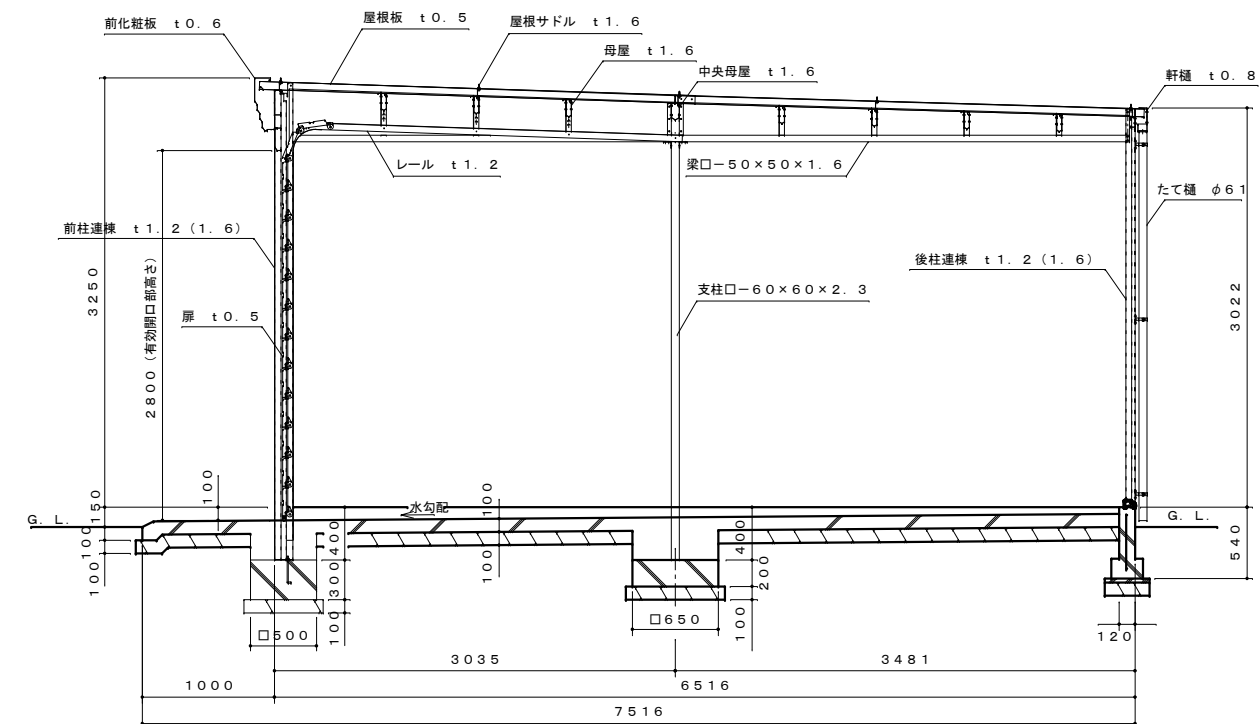 前化粧板 ｔ０．６
屋根板 ｔ０．５
屋根サドル ｔ１．６
母屋 ｔ１．６
中央母屋 ｔ１．６
軒樋 ｔ０．８
レール ｔ１．２
梁口－５０×５０×１．６
たて樋 φ６１
前柱連棟 ｔ１．２（１．６）
後柱連棟 ｔ１．２（１．６）
支柱口－６０×６０×２．３
扉 ｔ０．５
３２５０
２８００（有効開口部高さ）
３０２２
１００
水勾配
１００
Ｇ．Ｌ．
Ｇ．Ｌ．
１５０
１００
１００
４００
３００
１００
１００
４００
２００
１００
５４０
□５００
□６５０
１２０
３０３５
３４８１
１０００
６５１６
７５１６